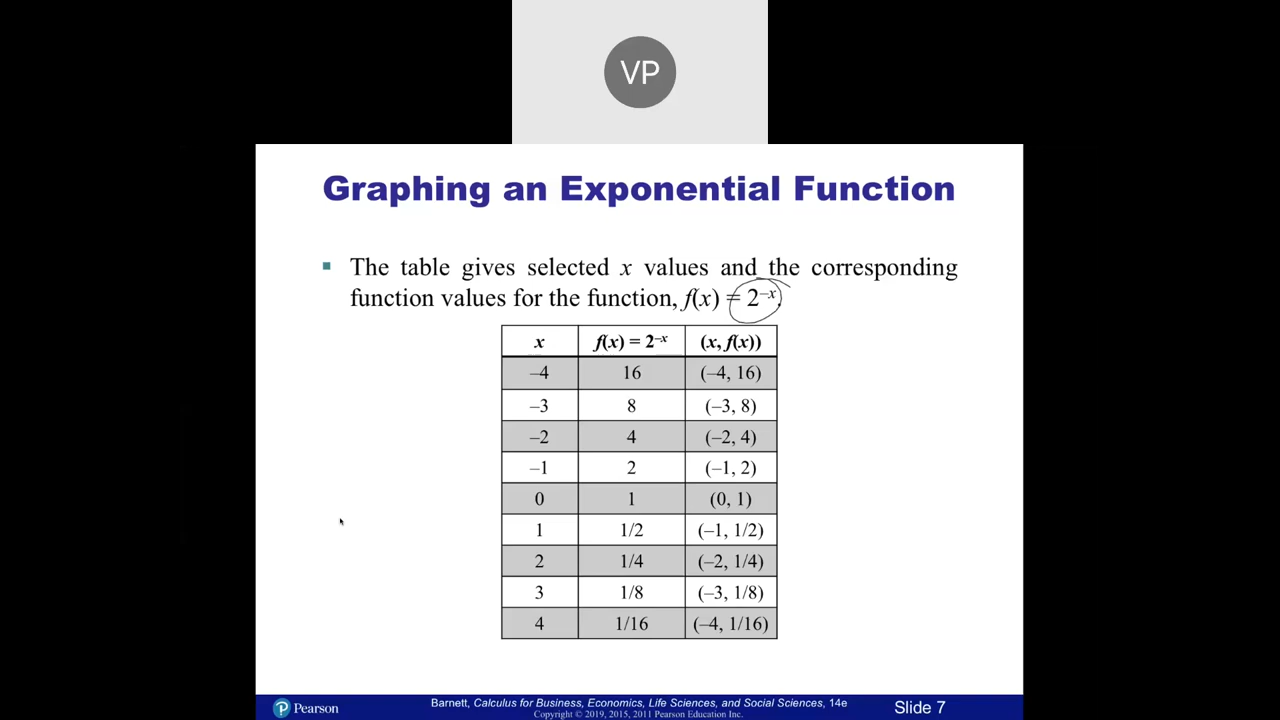 VP
Graphing an Exponential Function
▪ The table gives selected x values and the corresponding
function values for the function, f(x) = 2⁻ˣ.
x f(x) = 2⁻ˣ (x, f(x))
–4 16 (–4, 16)
–3 8 (–3, 8)
–2 4 (–2, 4)
–1 2 (–1, 2)
0 1 (0, 1)
1 1/2 (–1, 1/2)
2 1/4 (–2, 1/4)
3 1/8 (–3, 1/8)
4 1/16 (–4, 1/16)
P Pearson
Barnett, Calculus for Business, Economics, Life Sciences, and Social Sciences, 14e
Copyright © 2019, 2015, 2011 Pearson Education Inc.
Slide 7